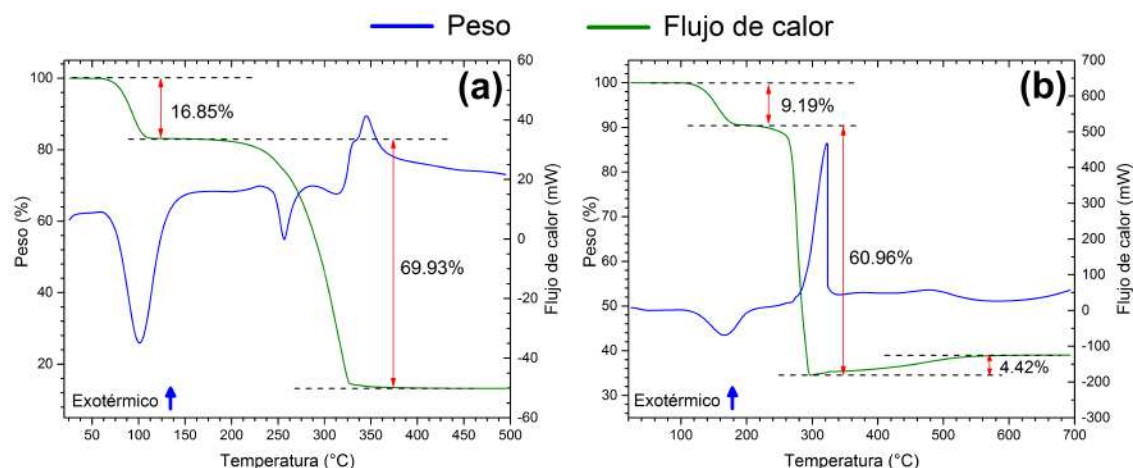 Peso Flujo de calor
(a)
100
80
60
40
20
Peso (%)
16.85%
69.93%
Exotérmico
60
40
20
0
-20
-40
-60
Flujo de calor (mW)
50 100 150 200 250 300 350 400 450 500
Temperatura (°C)
(b)
100
90
80
70
60
50
40
30
Peso (%)
9.19%
60.96%
4.42%
Exotérmico
700
600
500
400
300
200
100
0
-100
-200
-300
Flujo de calor (mW)
100 200 300 400 500 600 700
Temperatura (°C)